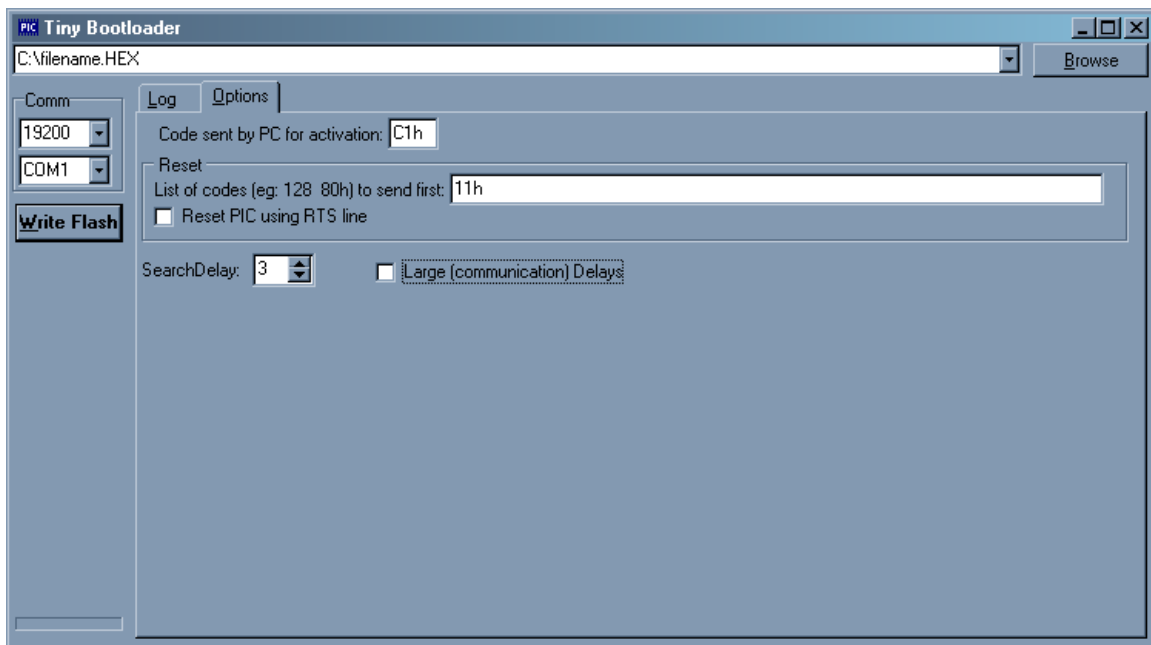 PIC Tiny Bootloader
C:\filename.HEX
Browse
Comm
19200
COM1
Write Flash
Log Options
Code sent by PC for activation: C1h
Reset
List of codes (eg: 128 80h) to send first: 11h
Reset PIC using RTS line
SearchDelay: 3 Large (communication) Delays